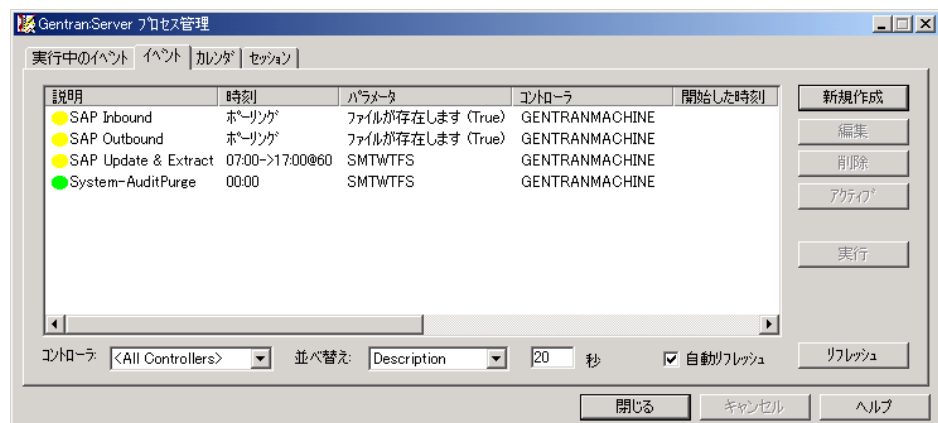 Gentran:Server プロセス管理
実行中のイベント イベント カレンダ セッション
説明 時刻 パラメータ コントローラ 開始した時刻
SAP Inbound ポーリング ファイルが存在します (True) GENTRANMACHINE
SAP Outbound ポーリング ファイルが存在します (True) GENTRANMACHINE
SAP Update & Extract 07:00->17:00@60 SMTWTFS GENTRANMACHINE
System-AuditPurge 00:00 SMTWTFS GENTRANMACHINE
新規作成
編集
削除
アクティブ
実行
コントローラ: <All Controllers> 並べ替え: Description 20 秒 自動リフレッシュ リフレッシュ
閉じる キャンセル ヘルプ